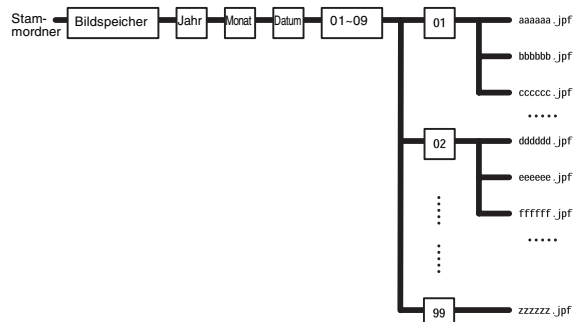 Stam-
mordner
Bildspeicher
Jahr
Monat
Datum
01~09
01
aaaaaa.jpf
bbbbbb.jpf
cccccc.jpf
.....
02
dddddd.jpf
eeeeee.jpf
ffffff.jpf
.....
99
zzzzzz.jpf